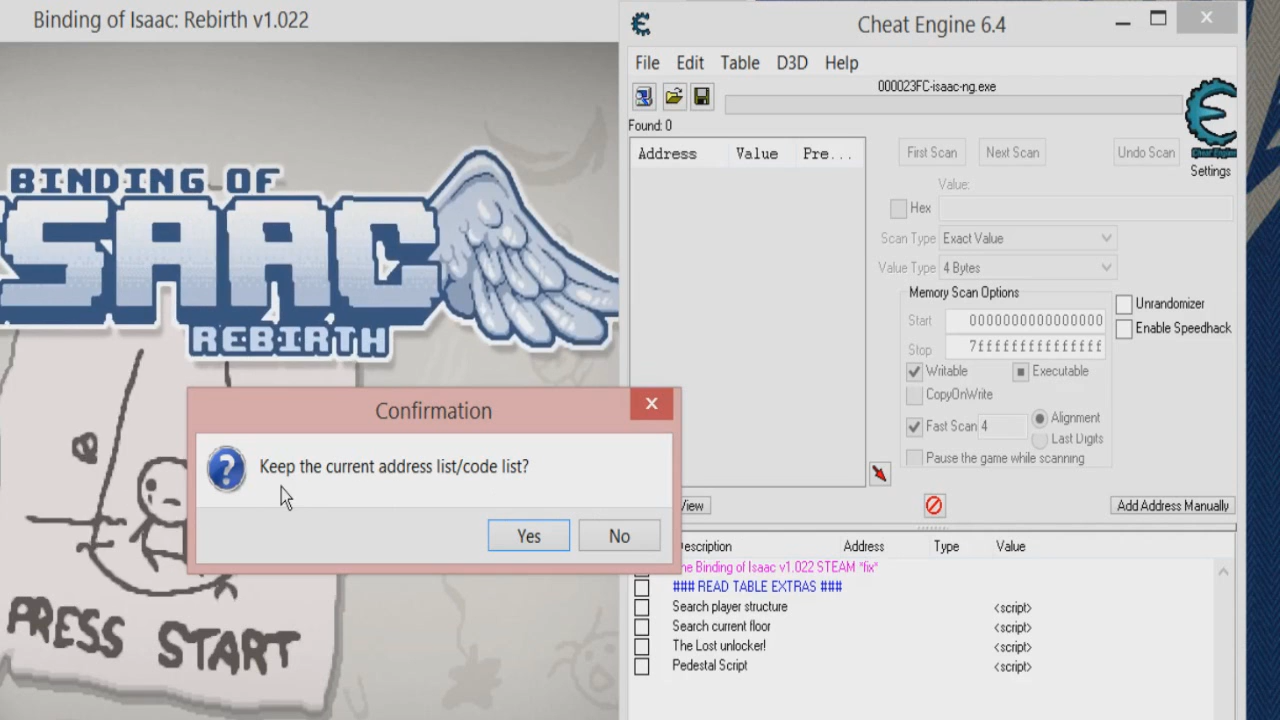 Binding of Isaac: Rebirth v1.022
BINDING OF
ISAAC
REBIRTH
PRESS START
Cheat Engine 6.4
File Edit Table D3D Help
000023FC-isaac-ng.exe
Found: 0
Address Value Pre...
First Scan Next Scan Undo Scan
Cheat Engine
Settings
Value:
Hex
Scan Type Exact Value
Value Type 4 Bytes
Memory Scan Options
Start 0000000000000000
Stop 7fffffffffffffff
Unrandomizer
Enable Speedhack
Writable Executable
CopyOnWrite
Fast Scan 4 Alignment
Last Digits
Pause the game while scanning
Confirmation
Keep the current address list/code list?
Yes No
View Add Address Manually
escription Address Type Value
he Binding of Isaac v1.022 STEAM *fix*
### READ TABLE EXTRAS ###
Search player structure <script>
Search current floor <script>
The Lost unlocker! <script>
Pedestal Script <script>